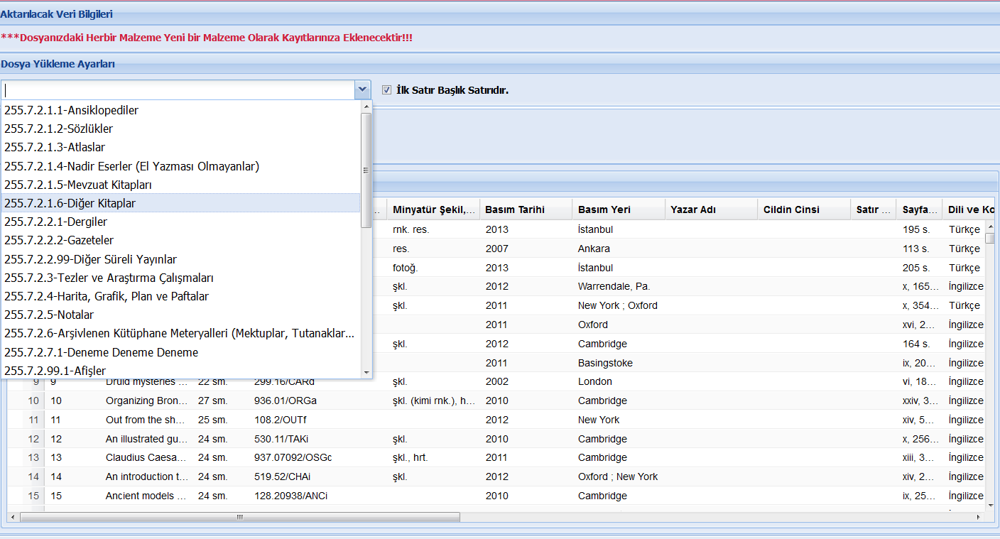 Aktarılacak Veri Bilgileri
***Dosyanızdaki Herbir Malzeme Yeni bir Malzeme Olarak Kayıtlarınıza Eklenecektir!!!
Dosya Yükleme Ayarları
İlk Satır Başlık Satırıdır.
255.7.2.1.1-Ansiklopediler
255.7.2.1.2-Sözlükler
255.7.2.1.3-Atlaslar
255.7.2.1.4-Nadir Eserler (El Yazması Olmayanlar)
255.7.2.1.5-Mevzuat Kitapları
255.7.2.1.6-Diğer Kitaplar
255.7.2.2.1-Dergiler
255.7.2.2.2-Gazeteler
255.7.2.2.99-Diğer Süreli Yayınlar
255.7.2.3-Tezler ve Araştırma Çalışmaları
255.7.2.4-Harita, Grafik, Plan ve Paftalar
255.7.2.5-Notalar
255.7.2.6-Arşivlenen Kütüphane Meteryalleri (Mektuplar, Tutanaklar...
255.7.2.7.1-Deneme Deneme Deneme
255.7.2.99.1-Afişler
... Minyatür Şekil,... Basım Tarihi Basım Yeri Yazar Adı Cildin Cinsi Satır ... Sayfa... Dili ve Ko
rnk. res. 2013 İstanbul 195 s. Türkçe
res. 2007 Ankara 113 s. Türkçe
fotoğ. 2013 İstanbul 205 s. Türkçe
şkl. 2012 Warrendale, Pa. x, 165... İngilizce
şkl. 2011 New York ; Oxford x, 354... Türkçe
2011 Oxford xvi, 2... İngilizce
şkl. 2012 Cambridge 164 s. İngilizce
2011 Basingstoke ix, 20... İngilizce
9 9 Druid mysteries ... 22 sm. 299.16/CARd şkl. 2002 London vi, 18... İngilizce
10 10 Organizing Bron... 27 sm. 936.01/ORGa şkl. (kimi rnk.), h... 2010 Cambridge xxiv, 3... İngilizce
11 11 Out from the sh... 25 sm. 108.2/OUTf 2012 New York xiv, 5... İngilizce
12 12 An illustrated gu... 24 sm. 530.11/TAKi şkl. 2010 Cambridge x, 256... İngilizce
13 13 Claudius Caesa... 24 sm. 937.07092/OSGc şkl., hrt. 2011 Cambridge xiii, 3... İngilizce
14 14 An introduction t... 24 sm. 519.52/CHAi şkl. 2012 Oxford ; New York xiv, 2... İngilizce
15 15 Ancient models ... 24 sm. 128.20938/ANCi 2010 Cambridge ix, 25... İngilizce